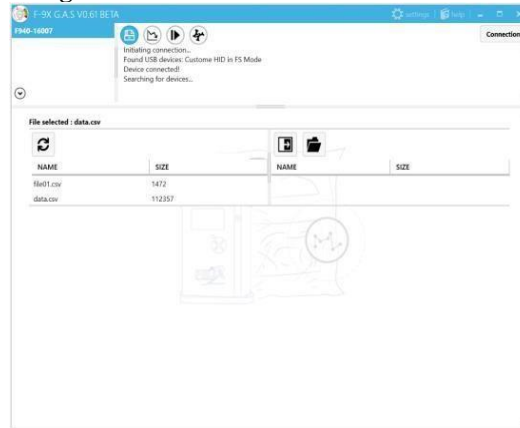 F-9X G.A.S V0.61 BETA
settings | help
F940-16007
Connection
Initiating connection...
Found USB devices: Custome HID in FS Mode
Device connected!
Searching for devices...
File selected : data.csv
NAME SIZE NAME SIZE
file01.csv 1472
data.csv 112357